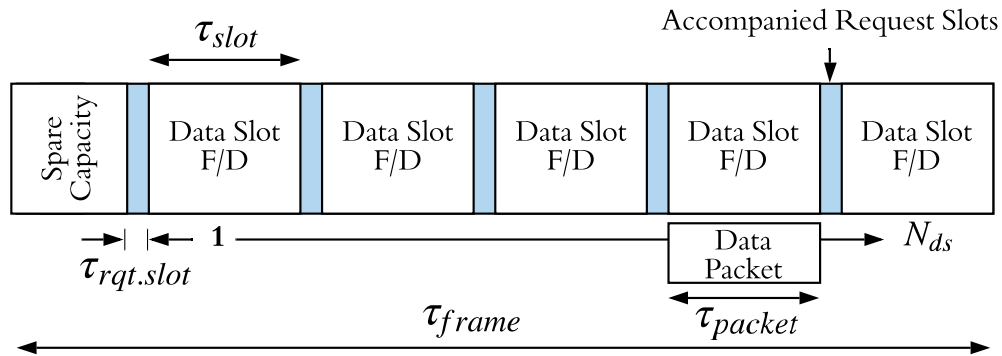 τslot
Accompanied Request Slots
Spare
Capacity
Data Slot
F/D
Data Slot
F/D
Data Slot
F/D
Data Slot
F/D
Data Slot
F/D
1
Nds
τrqt.slot
Data
Packet
τpacket
τframe